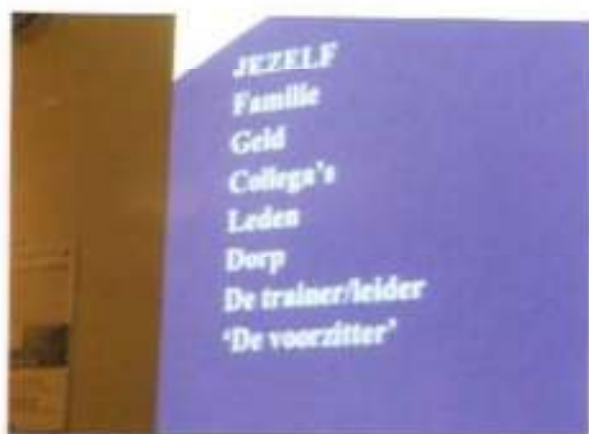 JEZELF
Familie
Geld
Collega's
Leden
Dorp
De trainer/leider
‘De voorzitter’